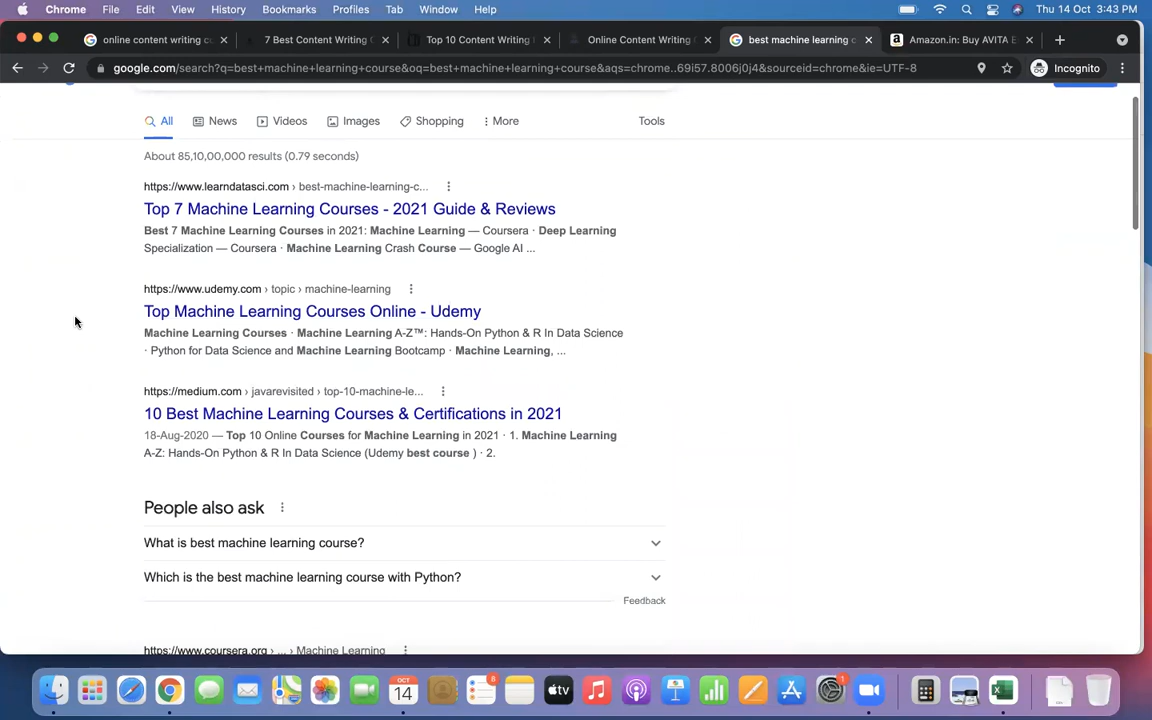 Chrome File Edit View History Bookmarks Profiles Tab Window Help Thu 14 Oct 3:43 PM
online content writing c
7 Best Content Writing
Top 10 Content Writing
Online Content Writing
best machine learning c
Amazon.in: Buy AVITA E
google.com/search?q=best+machine+learning+course&oq=best+machine+learning+course&aqs=chrome..69i57.8006j0j4&sourceid=chrome&ie=UTF-8
Incognito
All News Videos Images Shopping More Tools
About 85,10,00,000 results (0.79 seconds)
https://www.learndatasci.com › best-machine-learning-c...
Top 7 Machine Learning Courses - 2021 Guide & Reviews
Best 7 Machine Learning Courses in 2021: Machine Learning — Coursera · Deep Learning
Specialization — Coursera · Machine Learning Crash Course — Google AI ...
https://www.udemy.com › topic › machine-learning
Top Machine Learning Courses Online - Udemy
Machine Learning Courses · Machine Learning A-Z™: Hands-On Python & R In Data Science
· Python for Data Science and Machine Learning Bootcamp · Machine Learning, ...
https://medium.com › javarevisited › top-10-machine-le...
10 Best Machine Learning Courses & Certifications in 2021
18-Aug-2020 — Top 10 Online Courses for Machine Learning in 2021 · 1. Machine Learning
A-Z: Hands-On Python & R In Data Science (Udemy best course ) · 2.
People also ask
What is best machine learning course?
Which is the best machine learning course with Python?
Feedback
https://www.coursera.org › ... › Machine Learning
OCT
14
8
tv
1